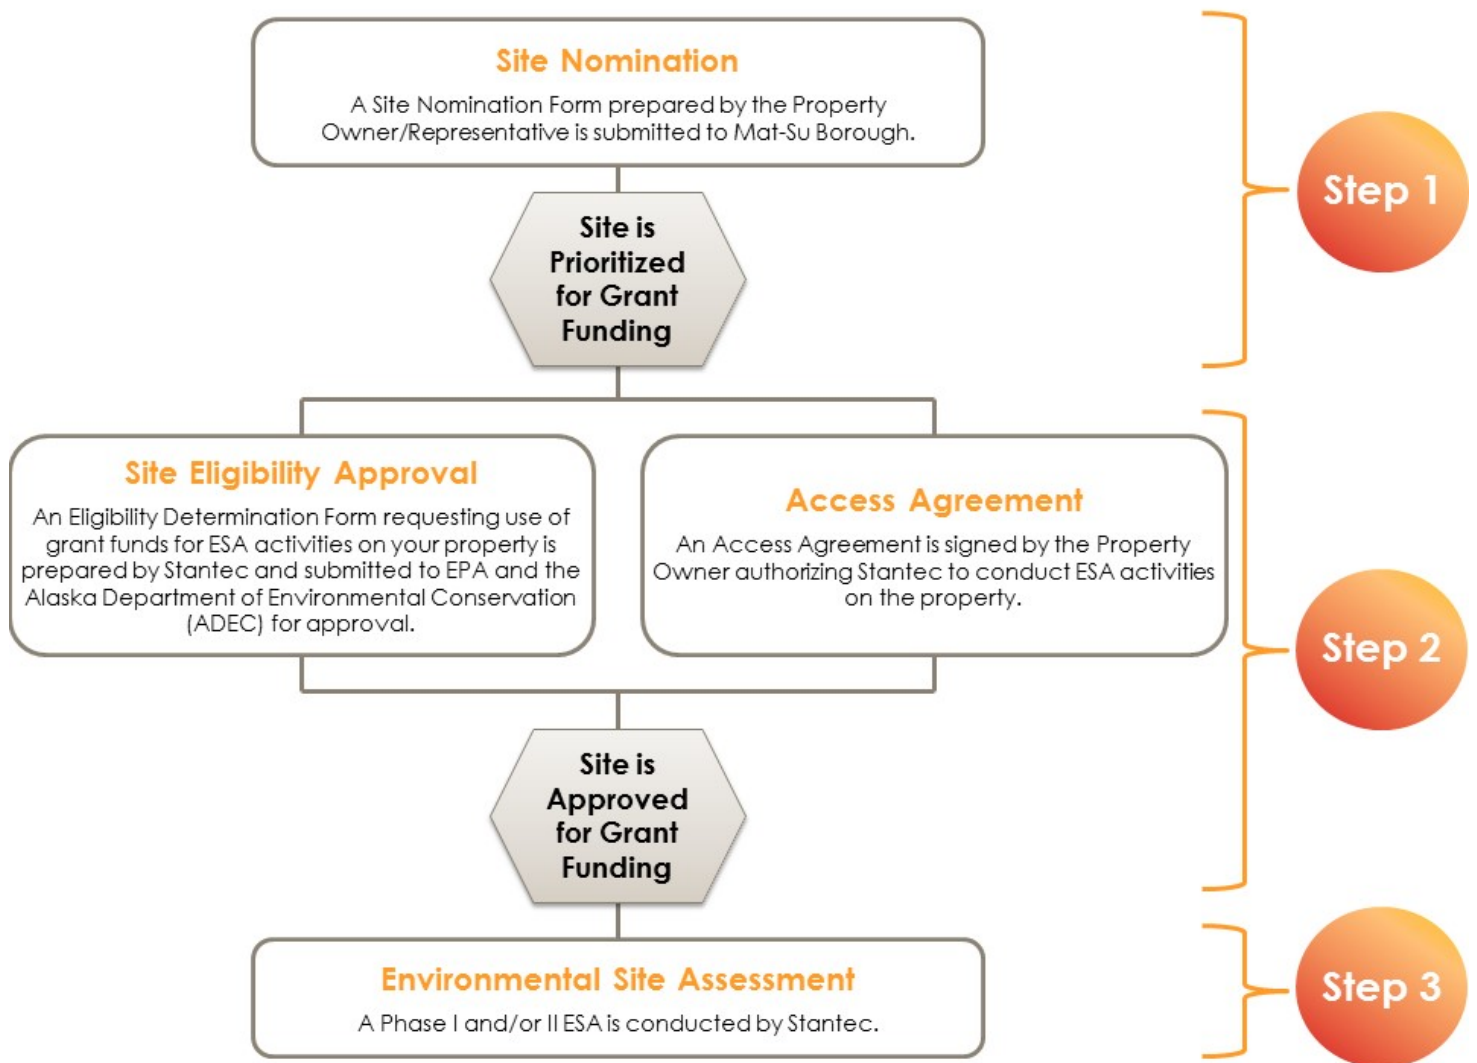 Site Nomination
A Site Nomination Form prepared by the Property
Owner/Representative is submitted to Mat-Su Borough.
Step 1
Site is
Prioritized
for Grant
Funding
Site Eligibility Approval
An Eligibility Determination Form requesting use of
grant funds for ESA activities on your property is
prepared by Stantec and submitted to EPA and the
Alaska Department of Environmental Conservation
(ADEC) for approval.
Access Agreement
An Access Agreement is signed by the Property
Owner authorizing Stantec to conduct ESA activities
on the property.
Step 2
Site is
Approved
for Grant
Funding
Environmental Site Assessment
A Phase I and/or II ESA is conducted by Stantec.
Step 3